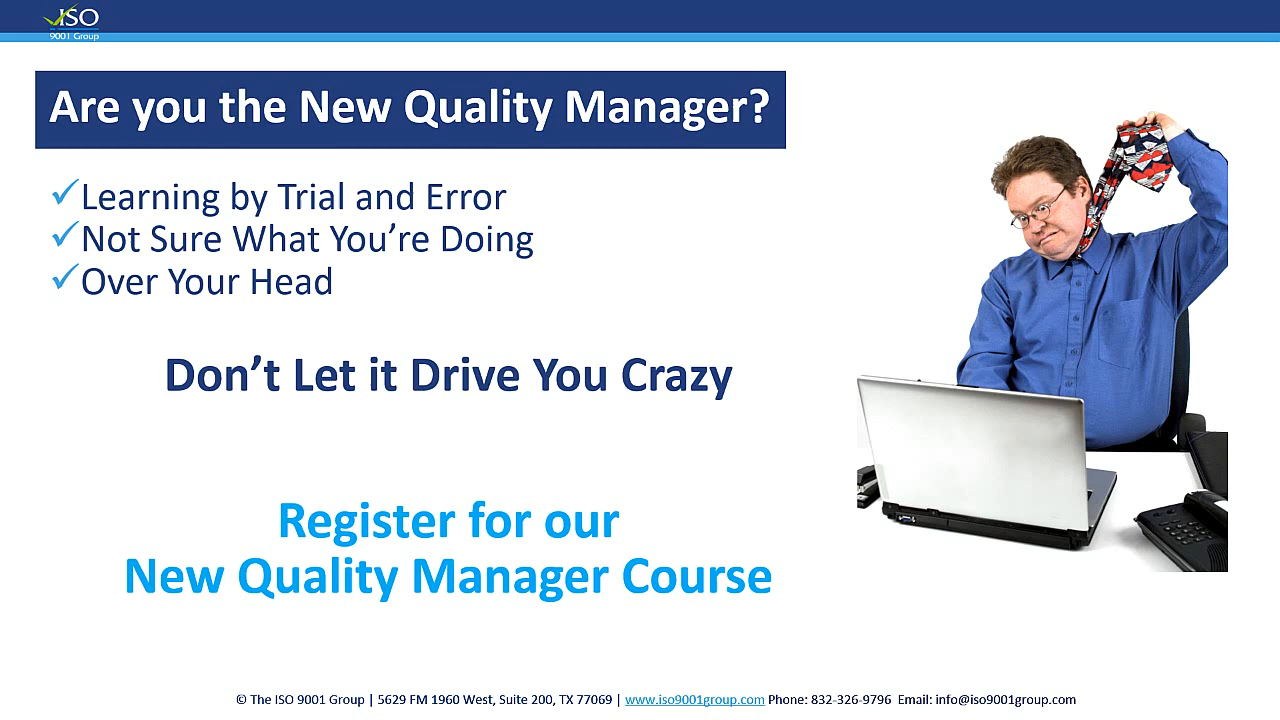 ISO
9001 Group
Are you the New Quality Manager?
Learning by Trial and Error
Not Sure What You’re Doing
Over Your Head
Don’t Let it Drive You Crazy
Register for our
New Quality Manager Course
© The ISO 9001 Group | 5629 FM 1960 West, Suite 200, TX 77069 | www.iso9001group.com Phone: 832-326-9796 Email: info@iso9001group.com